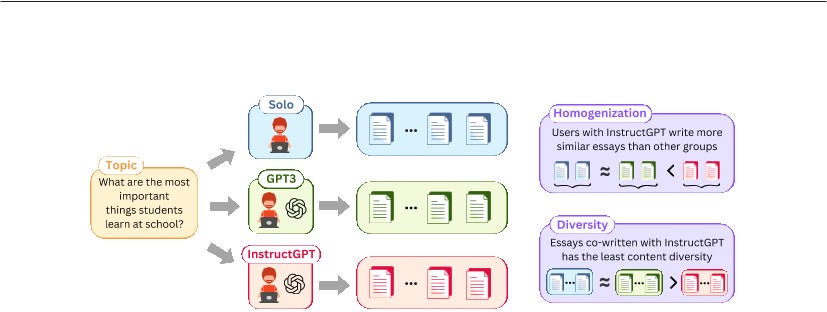 Topic
What are the most
important
things students
learn at school?
Solo
...
GPT3
...
InstructGPT
...
Homogenization
Users with InstructGPT write more
similar essays than other groups
≈ <
Diversity
Essays co-written with InstructGPT
has the least content diversity
... ≈ ... > ...